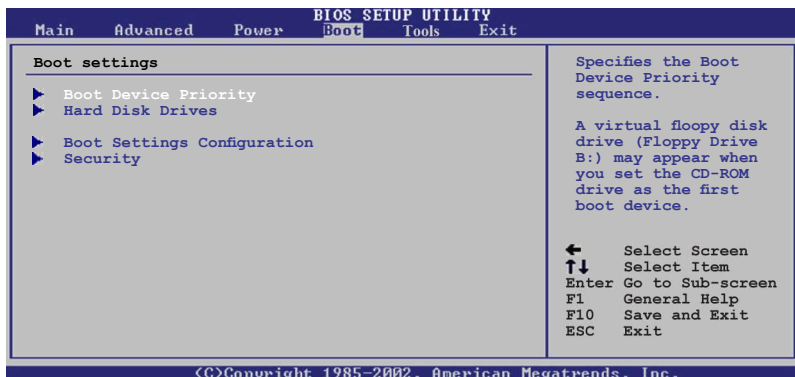 BIOS SETUP UTILITY
Main Advanced Power Boot Tools Exit
Boot settings
Boot Device Priority
Hard Disk Drives
Boot Settings Configuration
Security
Specifies the Boot
Device Priority
sequence.
A virtual floopy disk
drive (Floppy Drive
B:) may appear when
you set the CD-ROM
drive as the first
boot device.
← Select Screen
↑↓ Select Item
Enter Go to Sub-screen
F1 General Help
F10 Save and Exit
ESC Exit
(C)Copyright 1985-2002, American Megatrends, Inc.